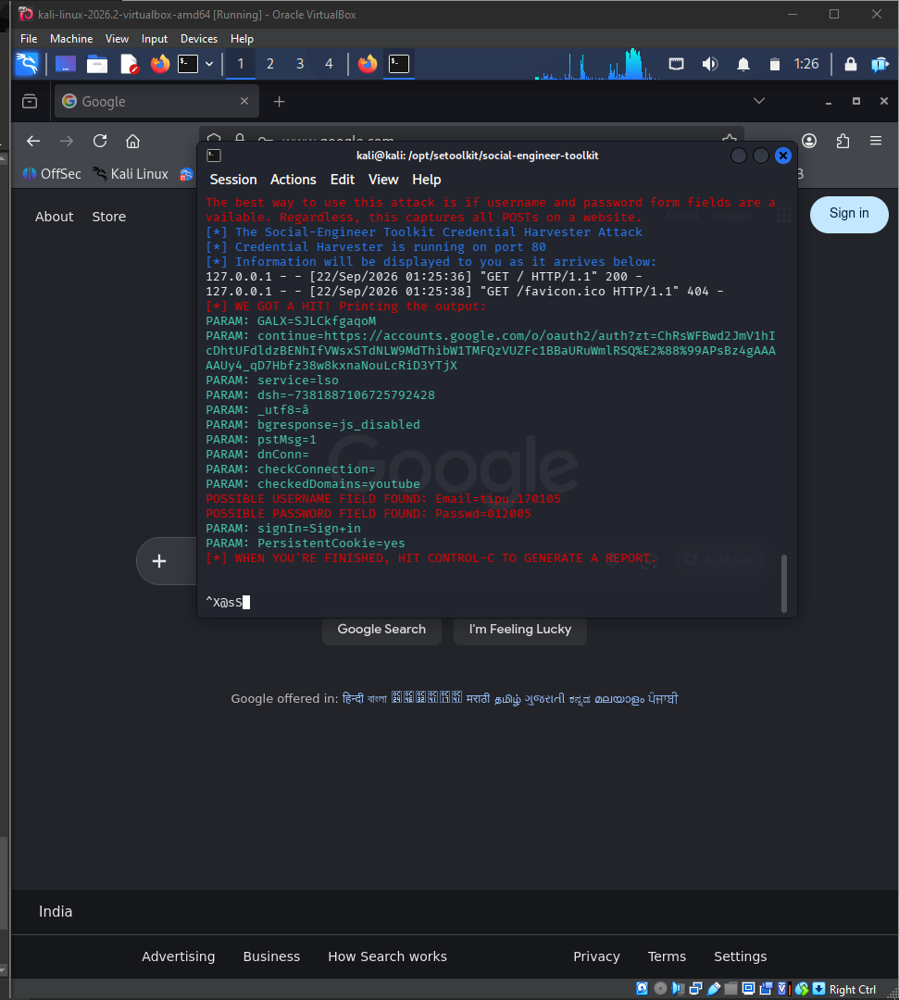 kali-linux-2026.2-virtualbox-amd64 [Running] - Oracle VirtualBox
File Machine View Input Devices Help
1 2 3 4 1:26
Google
www.google.com
OffSec Kali Linux
kali@kali: /opt/setoolkit/social-engineer-toolkit
Session Actions Edit View Help
About Store
Gmail Images
Sign in
The best way to use this attack is if username and password form fields are a
vailable. Regardless, this captures all POSTs on a website.
[*] The Social-Engineer Toolkit Credential Harvester Attack
[*] Credential Harvester is running on port 80
[*] Information will be displayed to you as it arrives below:
127.0.0.1 - - [22/Sep/2026 01:25:36] "GET / HTTP/1.1" 200 -
127.0.0.1 - - [22/Sep/2026 01:25:38] "GET /favicon.ico HTTP/1.1" 404 -
[*] WE GOT A HIT! Printing the output:
PARAM: GALX=SJLCkfgaqoM
PARAM: continue=https://accounts.google.com/o/oauth2/auth?zt=ChRsWFBwd2JmV1hI
cDhtUFdldzBENhIfVWsxSTdNLW9MdThibW1TMFQzVUZFc1BBaURuWmlRSQ%E2%88%99APsBz4gAAA
AAUy4_qD7Hbfz38w8kxnaNouLcRiD3YTjX
PARAM: service=lso
PARAM: dsh=-7381887106725792428
PARAM: _utf8=â
PARAM: bgresponse=js_disabled
PARAM: pstMsg=1
PARAM: dnConn=
PARAM: checkConnection=
PARAM: checkedDomains=youtube
POSSIBLE USERNAME FIELD FOUND: Email=tipu.170105
POSSIBLE PASSWORD FIELD FOUND: Passwd=012005
PARAM: signIn=Sign+in
PARAM: PersistentCookie=yes
[*] WHEN YOU'RE FINISHED, HIT CONTROL-C TO GENERATE A REPORT.
^X@sS
Google
AI Mode
Google Search I'm Feeling Lucky
Google offered in: हिन्दी বাংলা मराठी தமிழ் ગુજરાતી ಕನ್ನಡ മലയാളം ਪੰਜਾਬੀ
India
Advertising Business How Search works Privacy Terms Settings
Right Ctrl